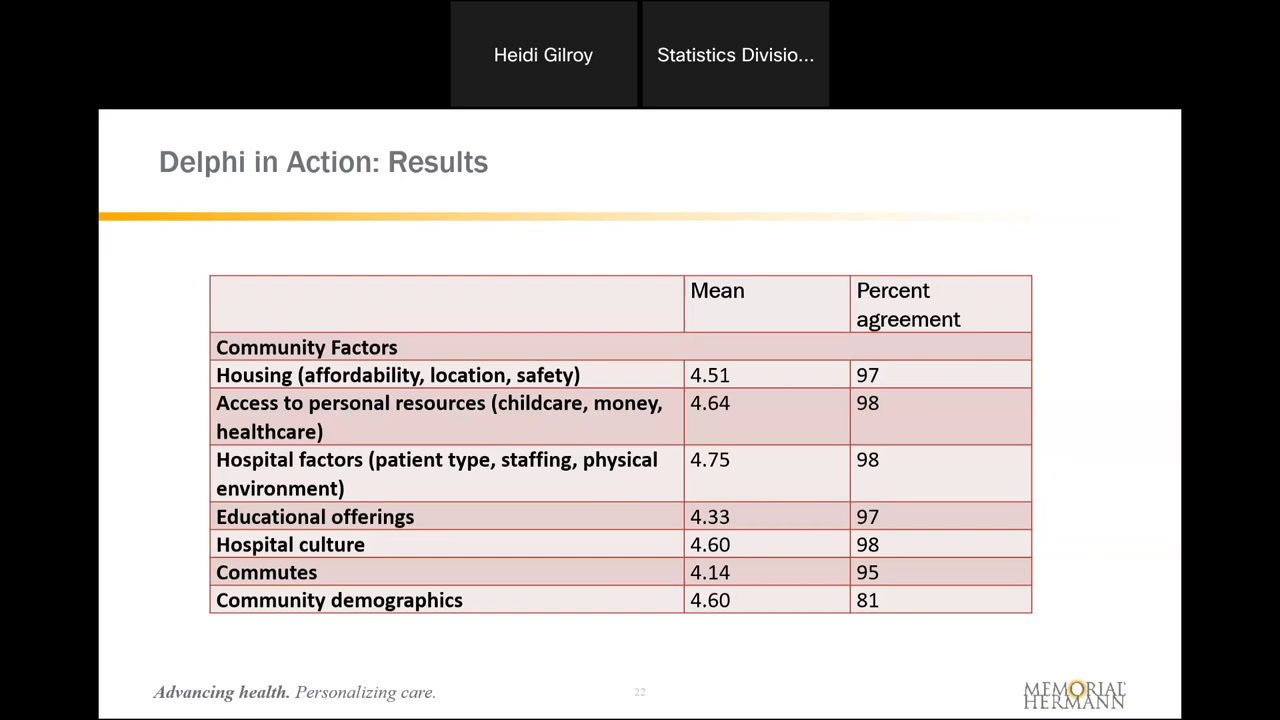 Heidi Gilroy
Statistics Divisio...
Delphi in Action: Results
Mean
Percent
agreement
Community Factors
Housing (affordability, location, safety) 4.51 97
Access to personal resources (childcare, money, 4.64 98
healthcare)
Hospital factors (patient type, staffing, physical 4.75 98
environment)
Educational offerings 4.33 97
Hospital culture 4.60 98
Commutes 4.14 95
Community demographics 4.60 81
Advancing health. Personalizing care.
22
MEMORIAL
HERMANN